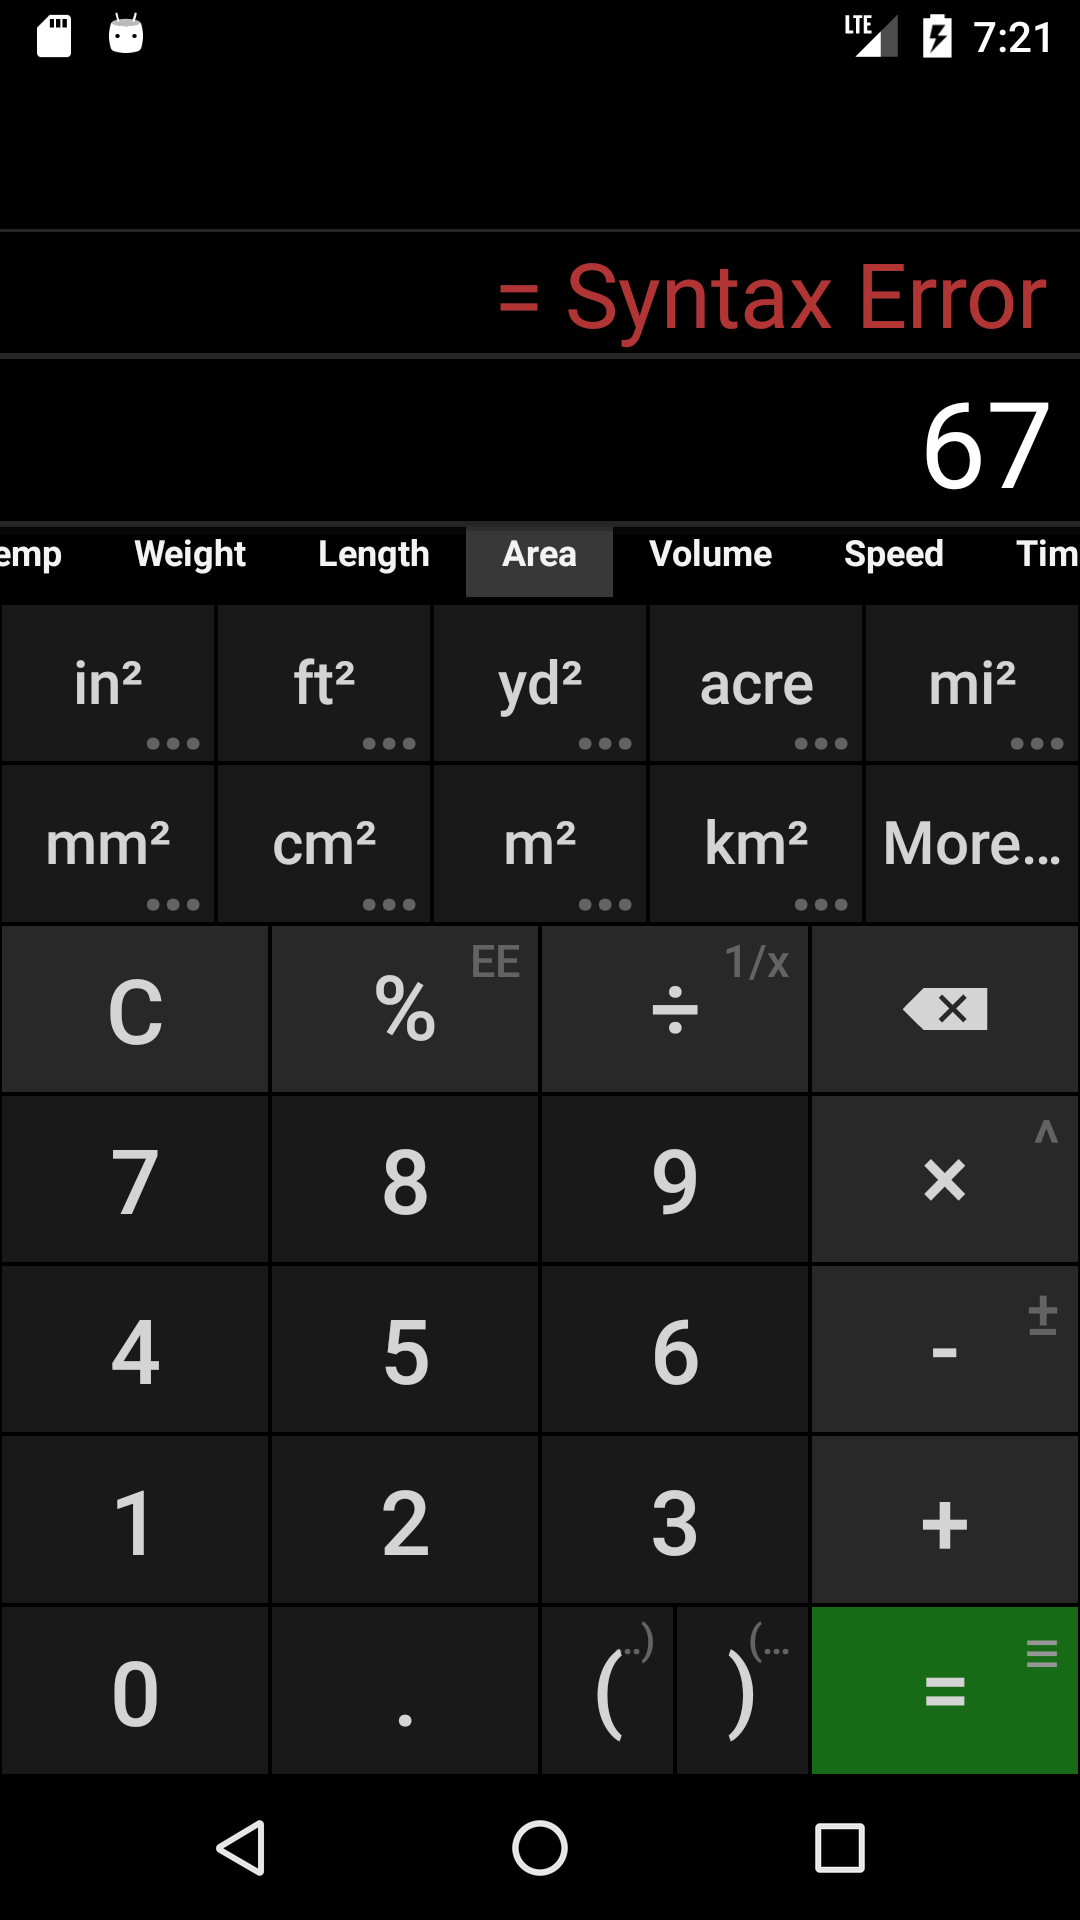 LTE 7:21
= Syntax Error
67
emp Weight Length Area Volume Speed Tim
in² ft² yd² acre mi²
mm² cm² m² km² More...
C % EE ÷ 1/x
7 8 9 × ^
4 5 6 - ±
1 2 3 +
0 . ( ..) ) (... = ≡